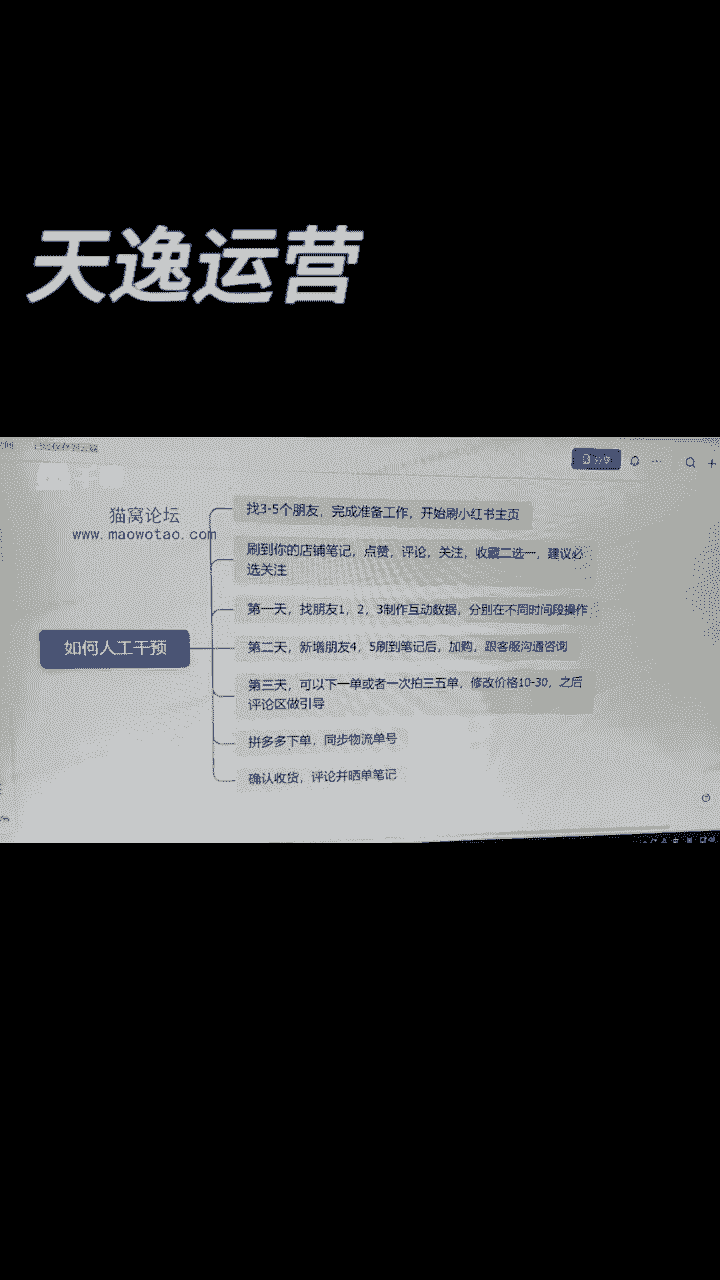 天逸运营
分享
猫窝论坛
www.maowotao.com
如何人工干预
找3-5个朋友，完成准备工作，开始刷小红书主页
刷到你的店铺笔记，点赞，评论，关注，收藏二选一，建议必
选关注
第一天，找朋友1，2，3制作互动数据，分别在不同时间段操作
第二天，新增朋友4，5刷到笔记后，加购，跟客服沟通咨询
第三天，可以下一单或者一次拍三五单，修改价格10-30，之后
评论区做引导
拼多多下单，同步物流单号
确认收货，评论并晒单笔记